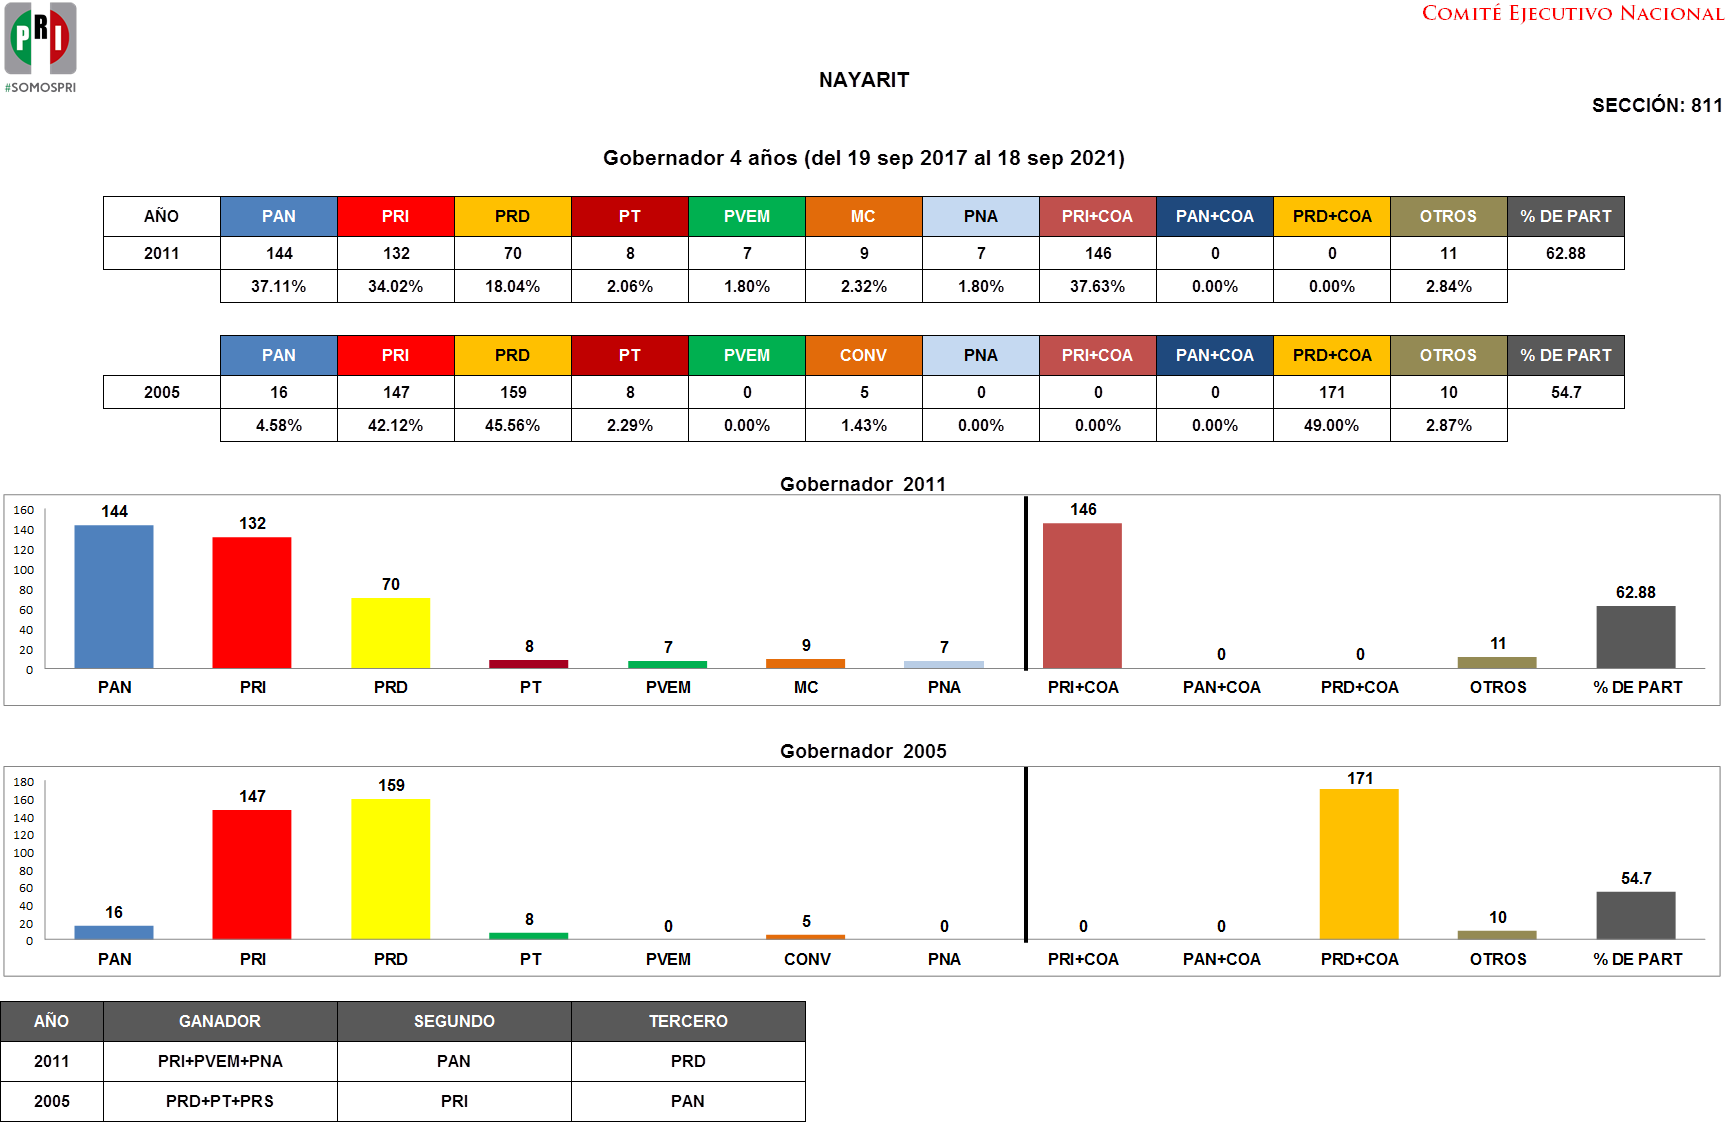 PRI
#SOMOSPRI
COMITÉ EJECUTIVO NACIONAL
NAYARIT
SECCIÓN: 811
Gobernador 4 años (del 19 sep 2017 al 18 sep 2021)
AÑO PAN PRI PRD PT PVEM MC PNA PRI+COA PAN+COA PRD+COA OTROS % DE PART
2011 144 132 70 8 7 9 7 146 0 0 11 62.88
37.11% 34.02% 18.04% 2.06% 1.80% 2.32% 1.80% 37.63% 0.00% 0.00% 2.84%
PAN PRI PRD PT PVEM CONV PNA PRI+COA PAN+COA PRD+COA OTROS % DE PART
2005 16 147 159 8 0 5 0 0 0 171 10 54.7
4.58% 42.12% 45.56% 2.29% 0.00% 1.43% 0.00% 0.00% 0.00% 49.00% 2.87%
Gobernador 2011
160
140
120
100
80
60
40
20
0
144 132 70 8 7 9 7 146 0 0 11 62.88
PAN PRI PRD PT PVEM MC PNA PRI+COA PAN+COA PRD+COA OTROS % DE PART
Gobernador 2005
180
160
140
120
100
80
60
40
20
0
16 147 159 8 0 5 0 0 0 171 10 54.7
PAN PRI PRD PT PVEM CONV PNA PRI+COA PAN+COA PRD+COA OTROS % DE PART
AÑO GANADOR SEGUNDO TERCERO
2011 PRI+PVEM+PNA PAN PRD
2005 PRD+PT+PRS PRI PAN